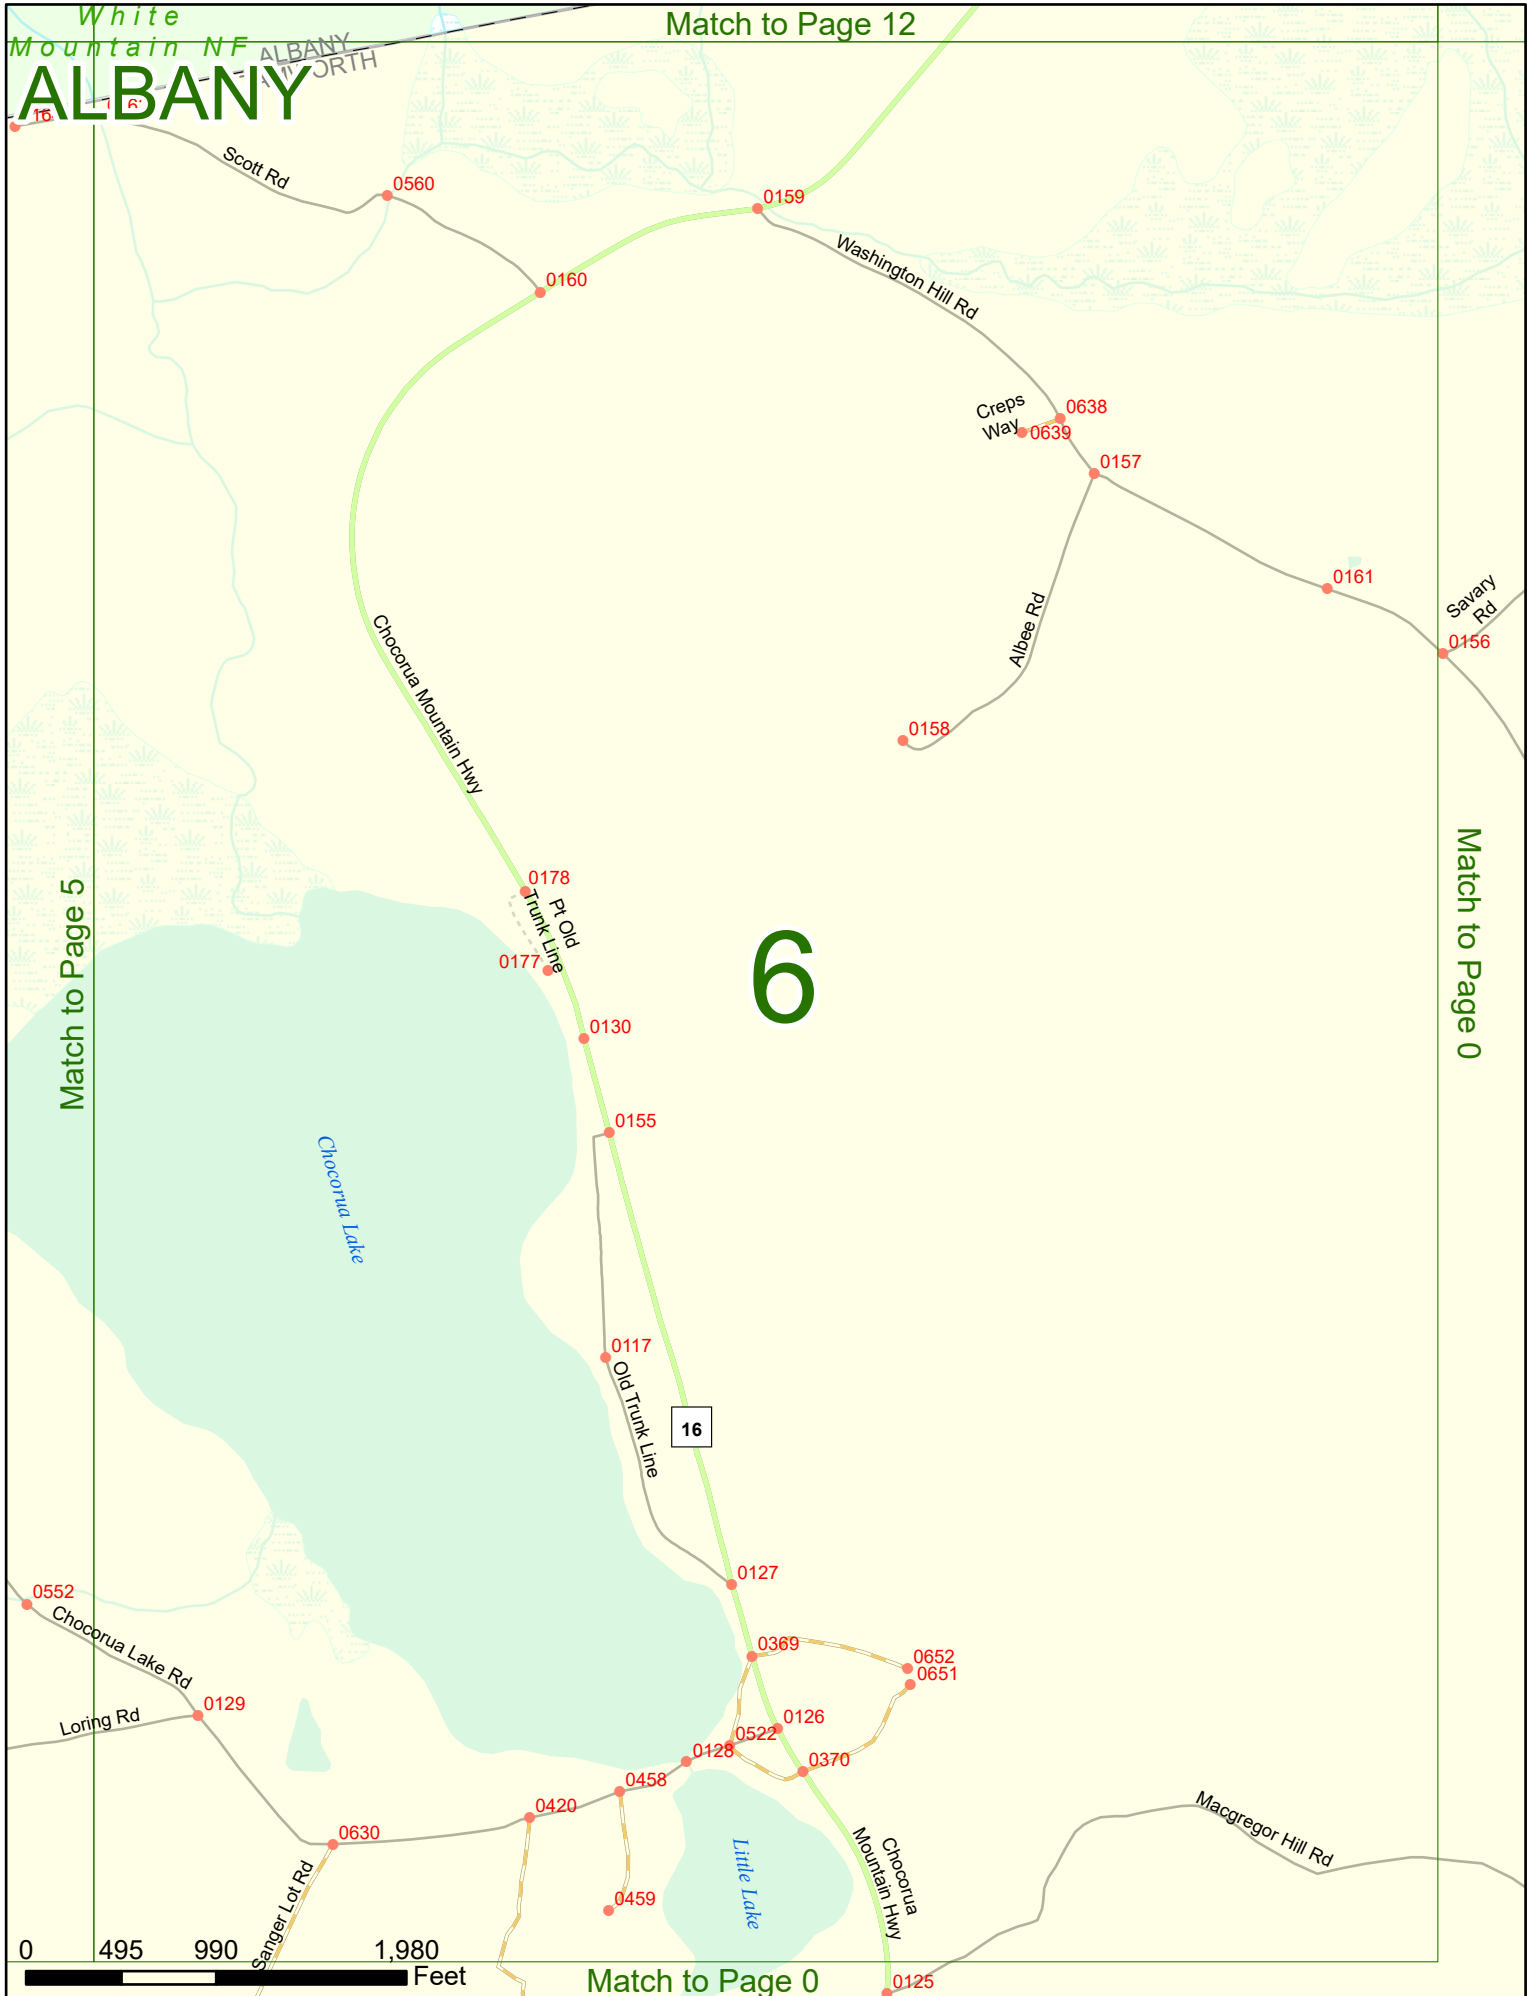 White
Mountain NF
Match to Page 12
ALBANY
ALBANY
Scott Rd
0560
0159
Washington Hill Rd
0160
Creps
Way
0638
0639
0157
0161
Savary
Rd
0156
Albee Rd
0158
Chocorua Mountain Hwy
0178
Pt Old
Trunk Line
0177
6
Match to Page 5
Match to Page 0
0130
0155
Chocorua Lake
0117
Old Trunk Line
16
0127
0552
Chocorua Lake Rd
0369
0652
0651
0129
Loring Rd
0126
0522
0128
0370
0458
0420
0630
Macgregor Hill Rd
Chocorua
Mountain Hwy
Little Lake
0459
Sanger Lot Rd
0 495 990 1,980
Feet
Match to Page 0
0125